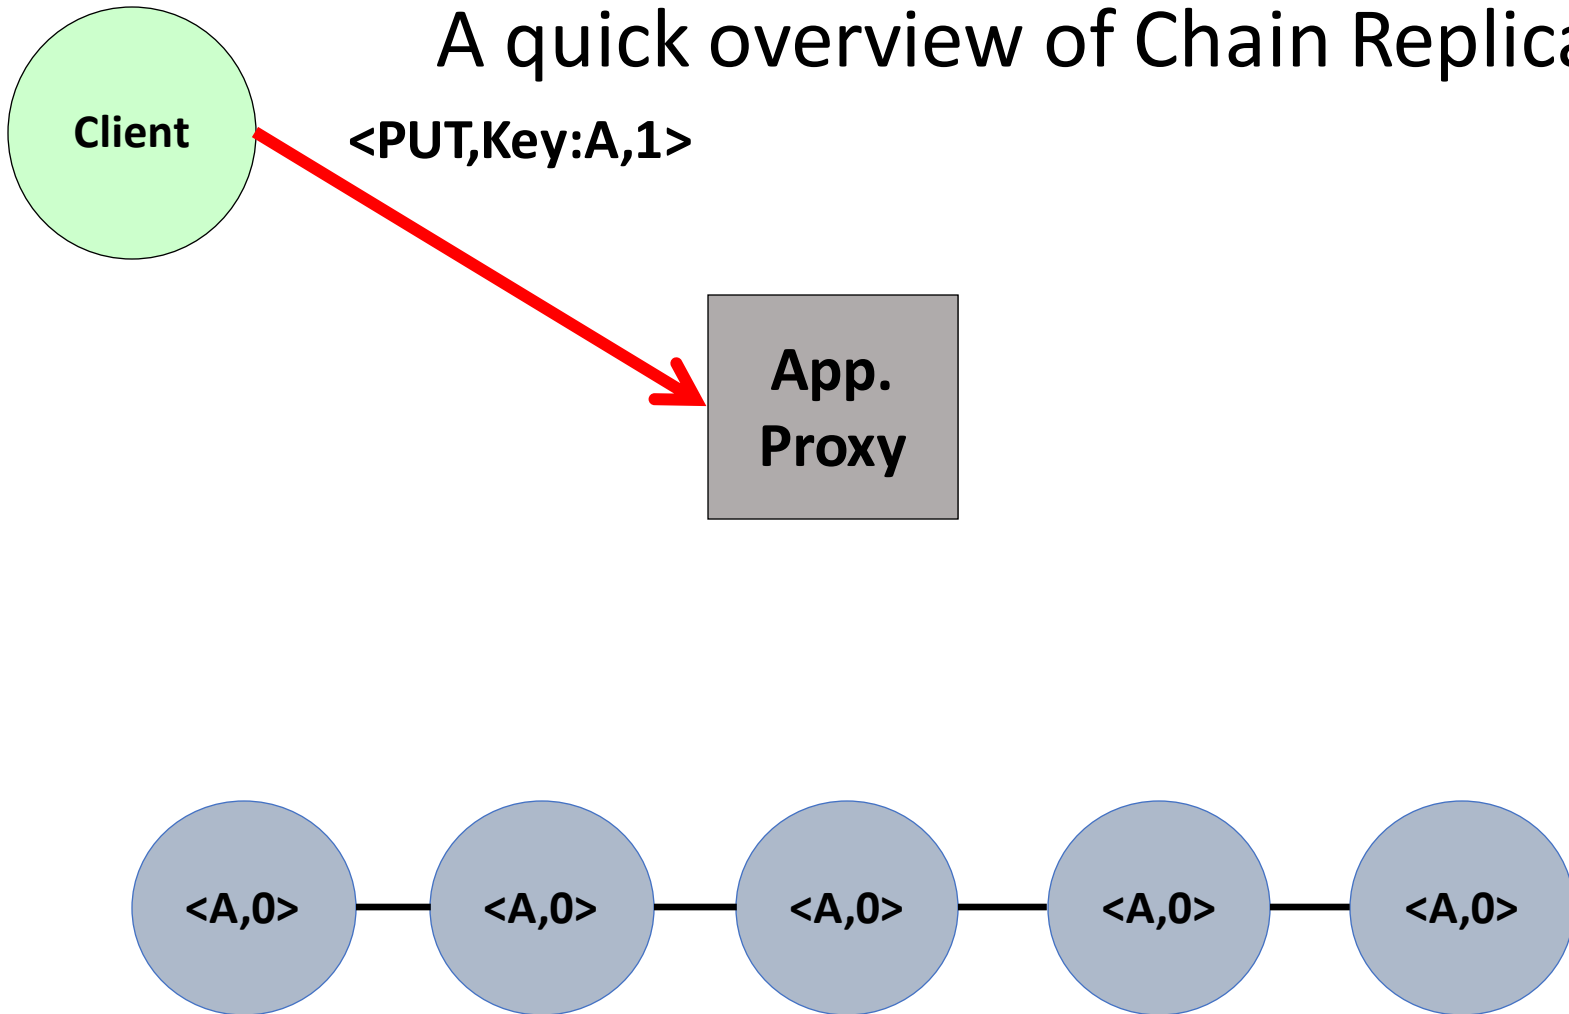 A quick overview of Chain Replica
Client
<PUT,Key:A,1>
App.
Proxy
<A,0> <A,0> <A,0> <A,0> <A,0>